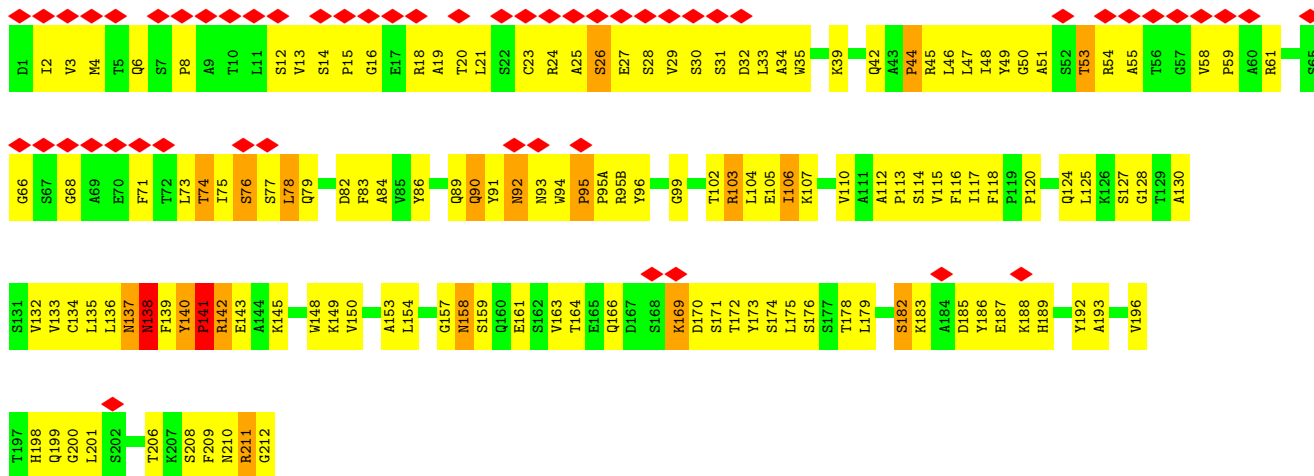 D1 I2 V3 M4 T5 Q6 S7 P8 A9 T10 L11 S12 V13 S14 P15 G16 E17 R18 A19 T20 L21 S22 C23 R24 A25 S26 E27 S28 V29 S30 S31 D32 L33 A34 W35 K39 Q42 A43 P44 R45 L46 L47 I48 Y49 G50 A51 S52 T53 R54 A55 T56 G57 V58 P59 A60 R61 S65
G66 S67 G68 A69 E70 F71 T72 L73 T74 I75 S76 S77 L78 Q79 D82 F83 A84 V85 Y86 Q89 Q90 Y91 N92 N93 W94 P95 P95A R95B Y96 G99 T102 R103 L104 E105 I106 K107 V110 A111 A112 P113 S114 V115 F116 I117 F118 P119 P120 Q124 L125 K126 S127 G128 T129 A130
S131 V132 V133 C134 L135 L136 N137 N138 F139 Y140 P141 R142 E143 A144 K145 W148 K149 V150 A153 L154 G157 N158 S159 Q160 E161 S162 V163 T164 E165 Q166 D167 S168 K169 D170 S171 T172 Y173 S174 L175 S176 S177 T178 L179 S182 K183 A184 D185 Y186 E187 K188 H189 Y192 A193 V196
T197 H198 Q199 G200 L201 S202 T206 K207 S208 F209 N210 R211 G212